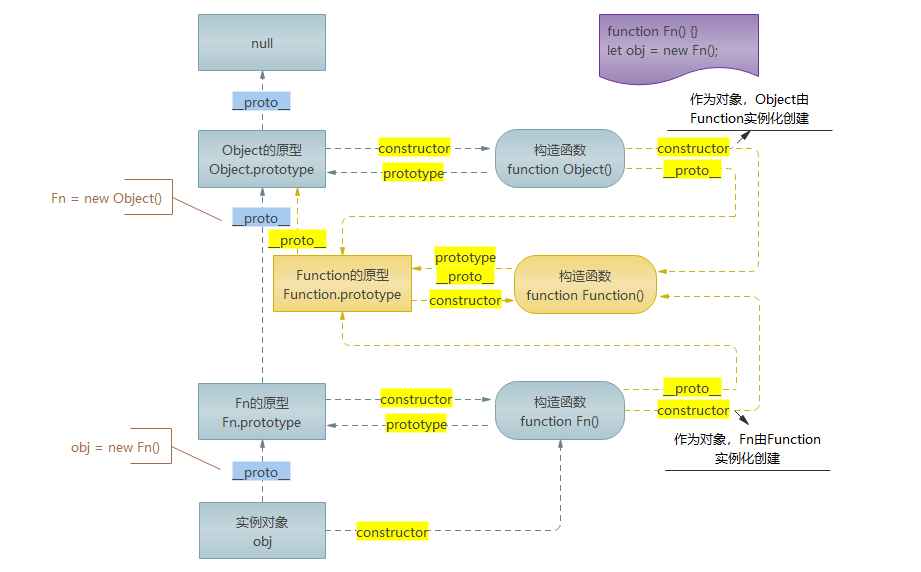 null
function Fn() {}
let obj = new Fn();
__proto__
作为对象，Object由
Function实例化创建
Object的原型
Object.prototype
constructor
prototype
构造函数
function Object()
constructor
__proto__
Fn = new Object()
__proto__
__proto__
Function的原型
Function.prototype
prototype
__proto__
constructor
构造函数
function Function()
Fn的原型
Fn.prototype
constructor
prototype
构造函数
function Fn()
__proto__
constructor
作为对象，Fn由Function
实例化创建
obj = new Fn()
__proto__
实例对象
obj
constructor